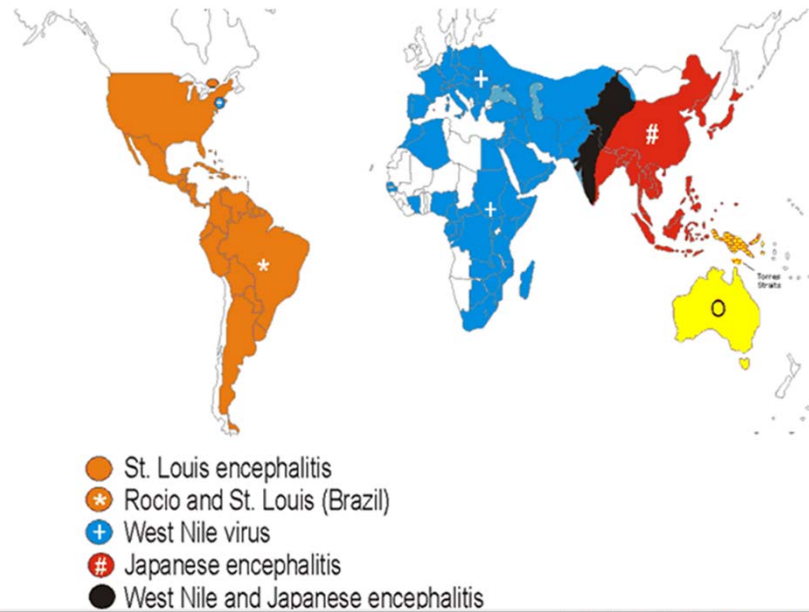 +
+
#
*
Torres
Straits
O
St. Louis encephalitis
* Rocio and St. Louis (Brazil)
+ West Nile virus
# Japanese encephalitis
West Nile and Japanese encephalitis